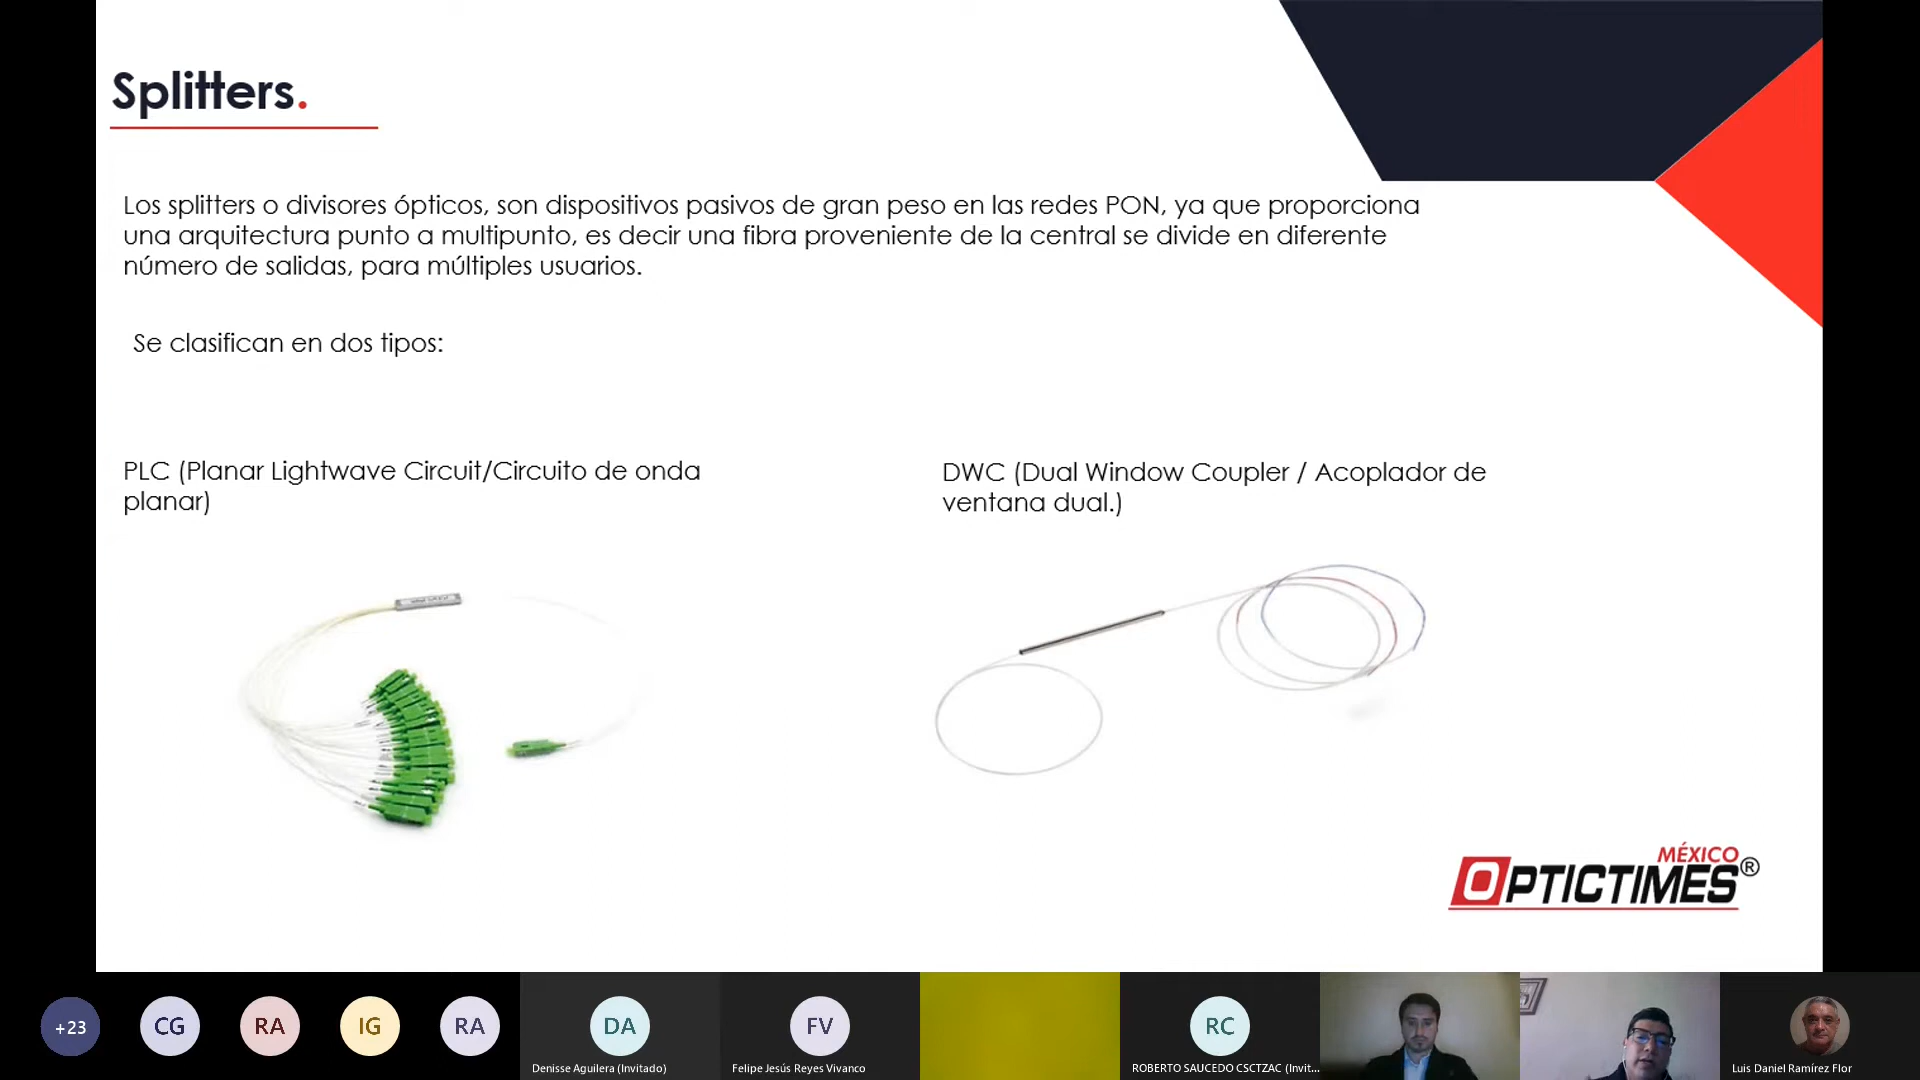 Splitters.
Los splitters o divisores ópticos, son dispositivos pasivos de gran peso en las redes PON, ya que proporciona
una arquitectura punto a multipunto, es decir una fibra proveniente de la central se divide en diferente
número de salidas, para múltiples usuarios.
Se clasifican en dos tipos:
PLC (Planar Lightwave Circuit/Circuito de onda
planar)
DWC (Dual Window Coupler / Acoplador de
ventana dual.)
MÉXICO
OPTICTIMES®
+23
CG
RA
IG
RA
DA
Denisse Aguilera (Invitado)
FV
Felipe Jesús Reyes Vivanco
RC
ROBERTO SAUCEDO CSCTZAC (Invit...
Luis Daniel Ramírez Flor